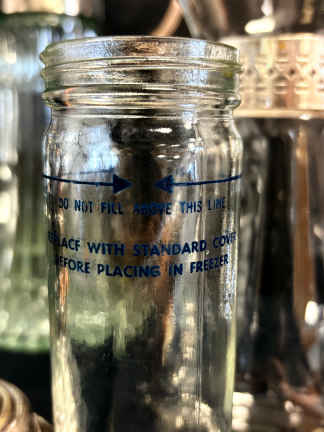 DO NOT FILL ABOVE THIS LINE
REPLACE WITH STANDARD COVER
BEFORE PLACING IN FREEZER